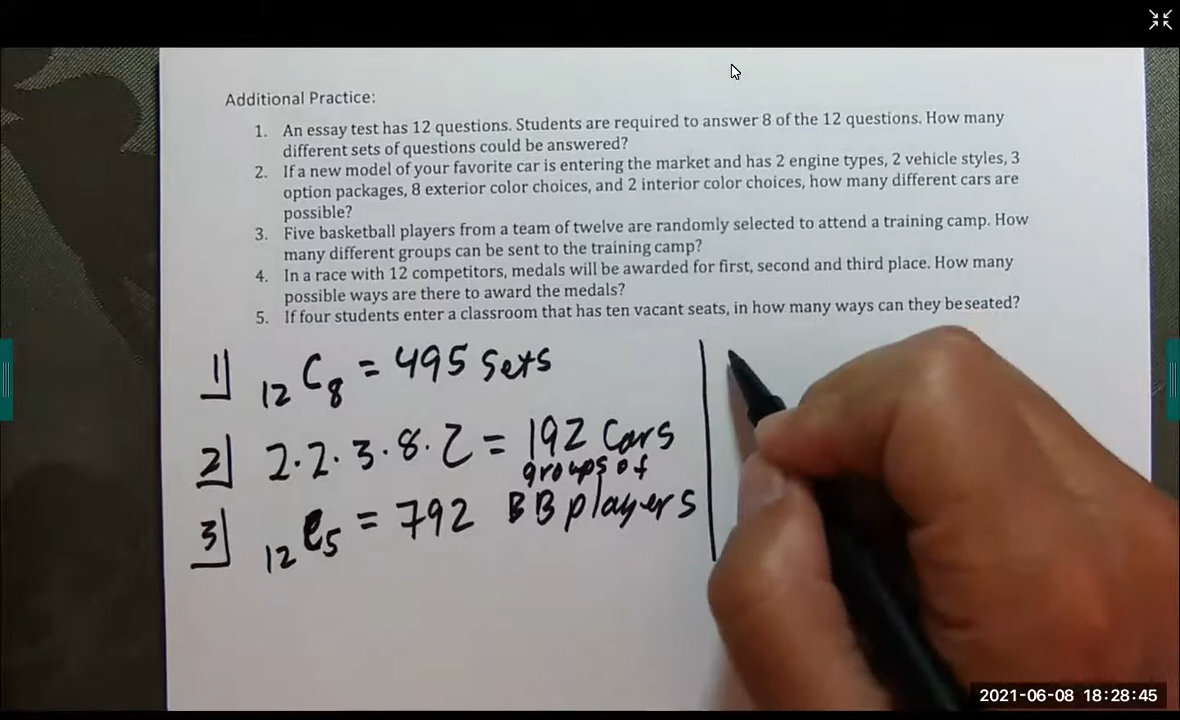 Additional Practice:
1. An essay test has 12 questions. Students are required to answer 8 of the 12 questions. How many
different sets of questions could be answered?
2. If a new model of your favorite car is entering the market and has 2 engine types, 2 vehicle styles, 3
option packages, 8 exterior color choices, and 2 interior color choices, how many different cars are
possible?
3. Five basketball players from a team of twelve are randomly selected to attend a training camp. How
many different groups can be sent to the training camp?
4. In a race with 12 competitors, medals will be awarded for first, second and third place. How many
possible ways are there to award the medals?
5. If four students enter a classroom that has ten vacant seats, in how many ways can they be seated?
1) 12 C 8 = 495 sets
2) 2·2·3·8·2 = 192 Cars
groups of
3) 12 C 5 = 792 BB players
2021-06-08 18:28:45